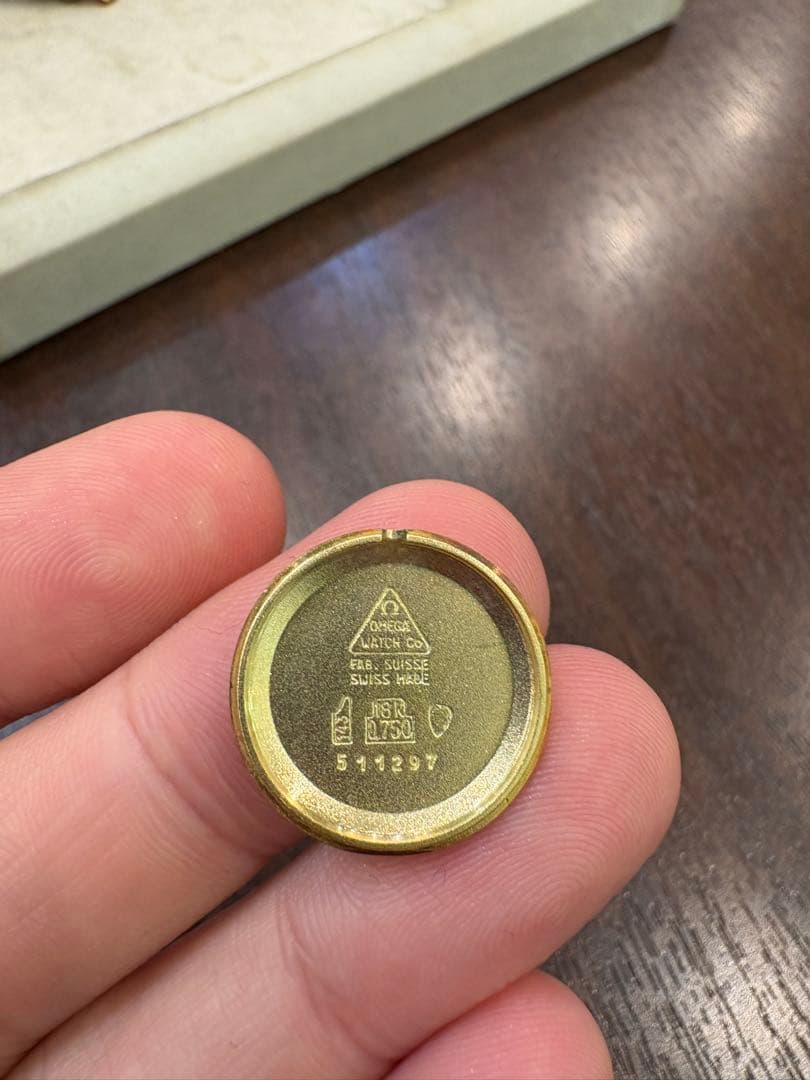 Ω
OMEGA
WATCH Co
FAB. SUISSE
SWISS MADE
18K
0.750
511297